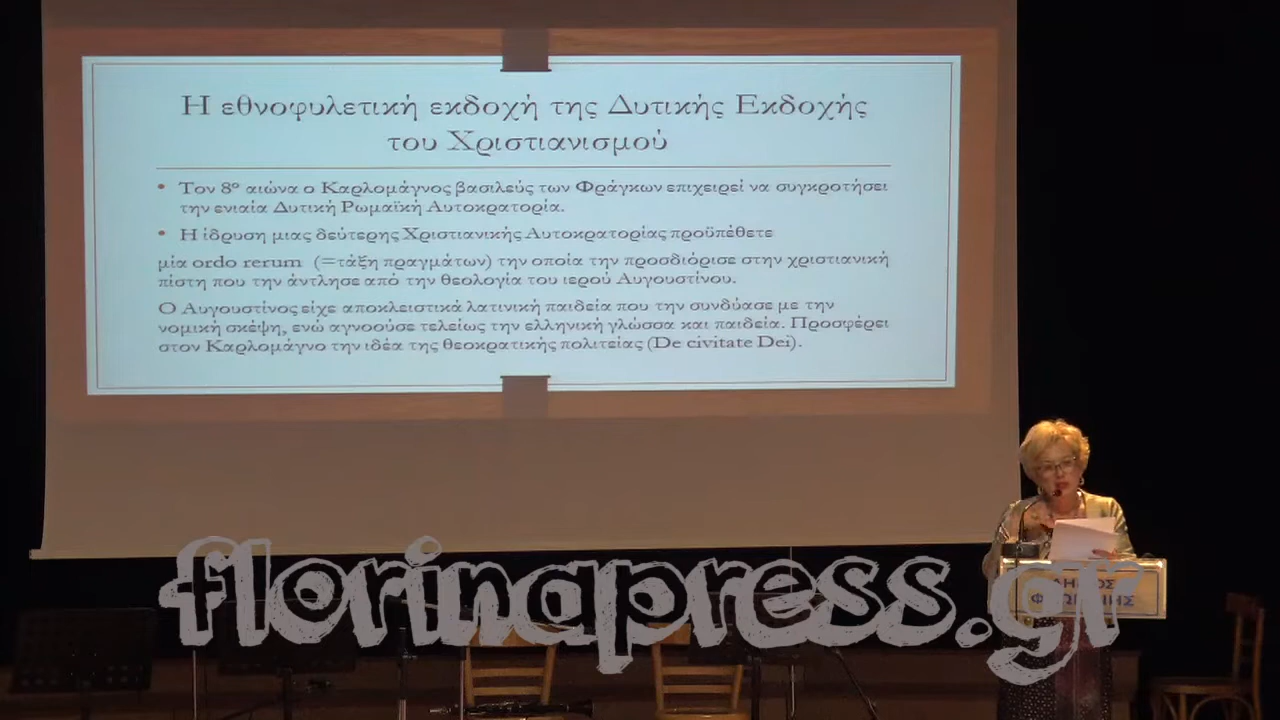 Η εθνοφυλετική εκδοχή της Δυτικής Εκδοχής
του Χριστιανισμού
• Τον 8º αιώνα ο Καρλομάγνος βασιλεύς των Φράγκων επιχειρεί να συγκροτήσει
την ενιαία Δυτική Ρωμαϊκή Αυτοκρατορία.
• Η ίδρυση μιας δεύτερης Χριστιανικής Αυτοκρατορίας προϋπέθετε
μία ordo rerum (=τάξη πραγμάτων) την οποία την προσδιόρισε στην χριστιανική
πίστη που την άντλησε από την θεολογία του ιερού Αυγουστίνου.
Ο Αυγουστίνος είχε αποκλειστικά λατινική παιδεία που την συνδύασε με την
νομική σκέψη, ενώ αγνοούσε τελείως την ελληνική γλώσσα και παιδεία. Προσφέρει
στον Καρλομάγνο την ιδέα της θεοκρατικής πολιτείας (De civitate Dei).
florinapress.gr